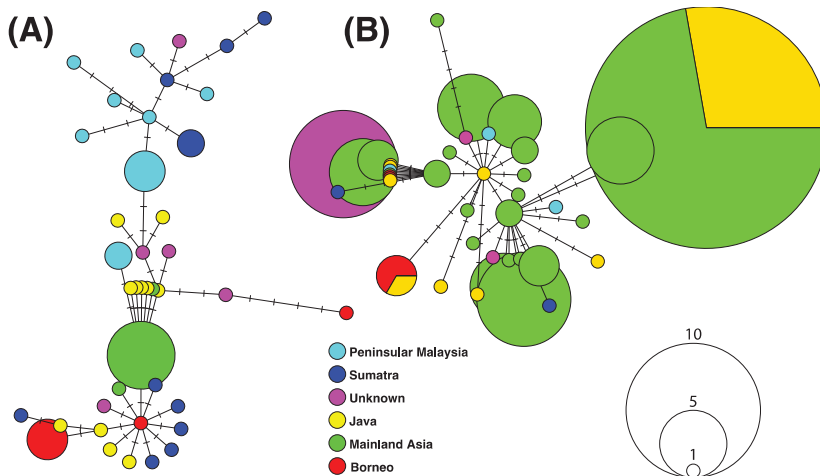 (A)
(B)
Peninsular Malaysia
Sumatra
Unknown
Java
Mainland Asia
Borneo
10
5
1